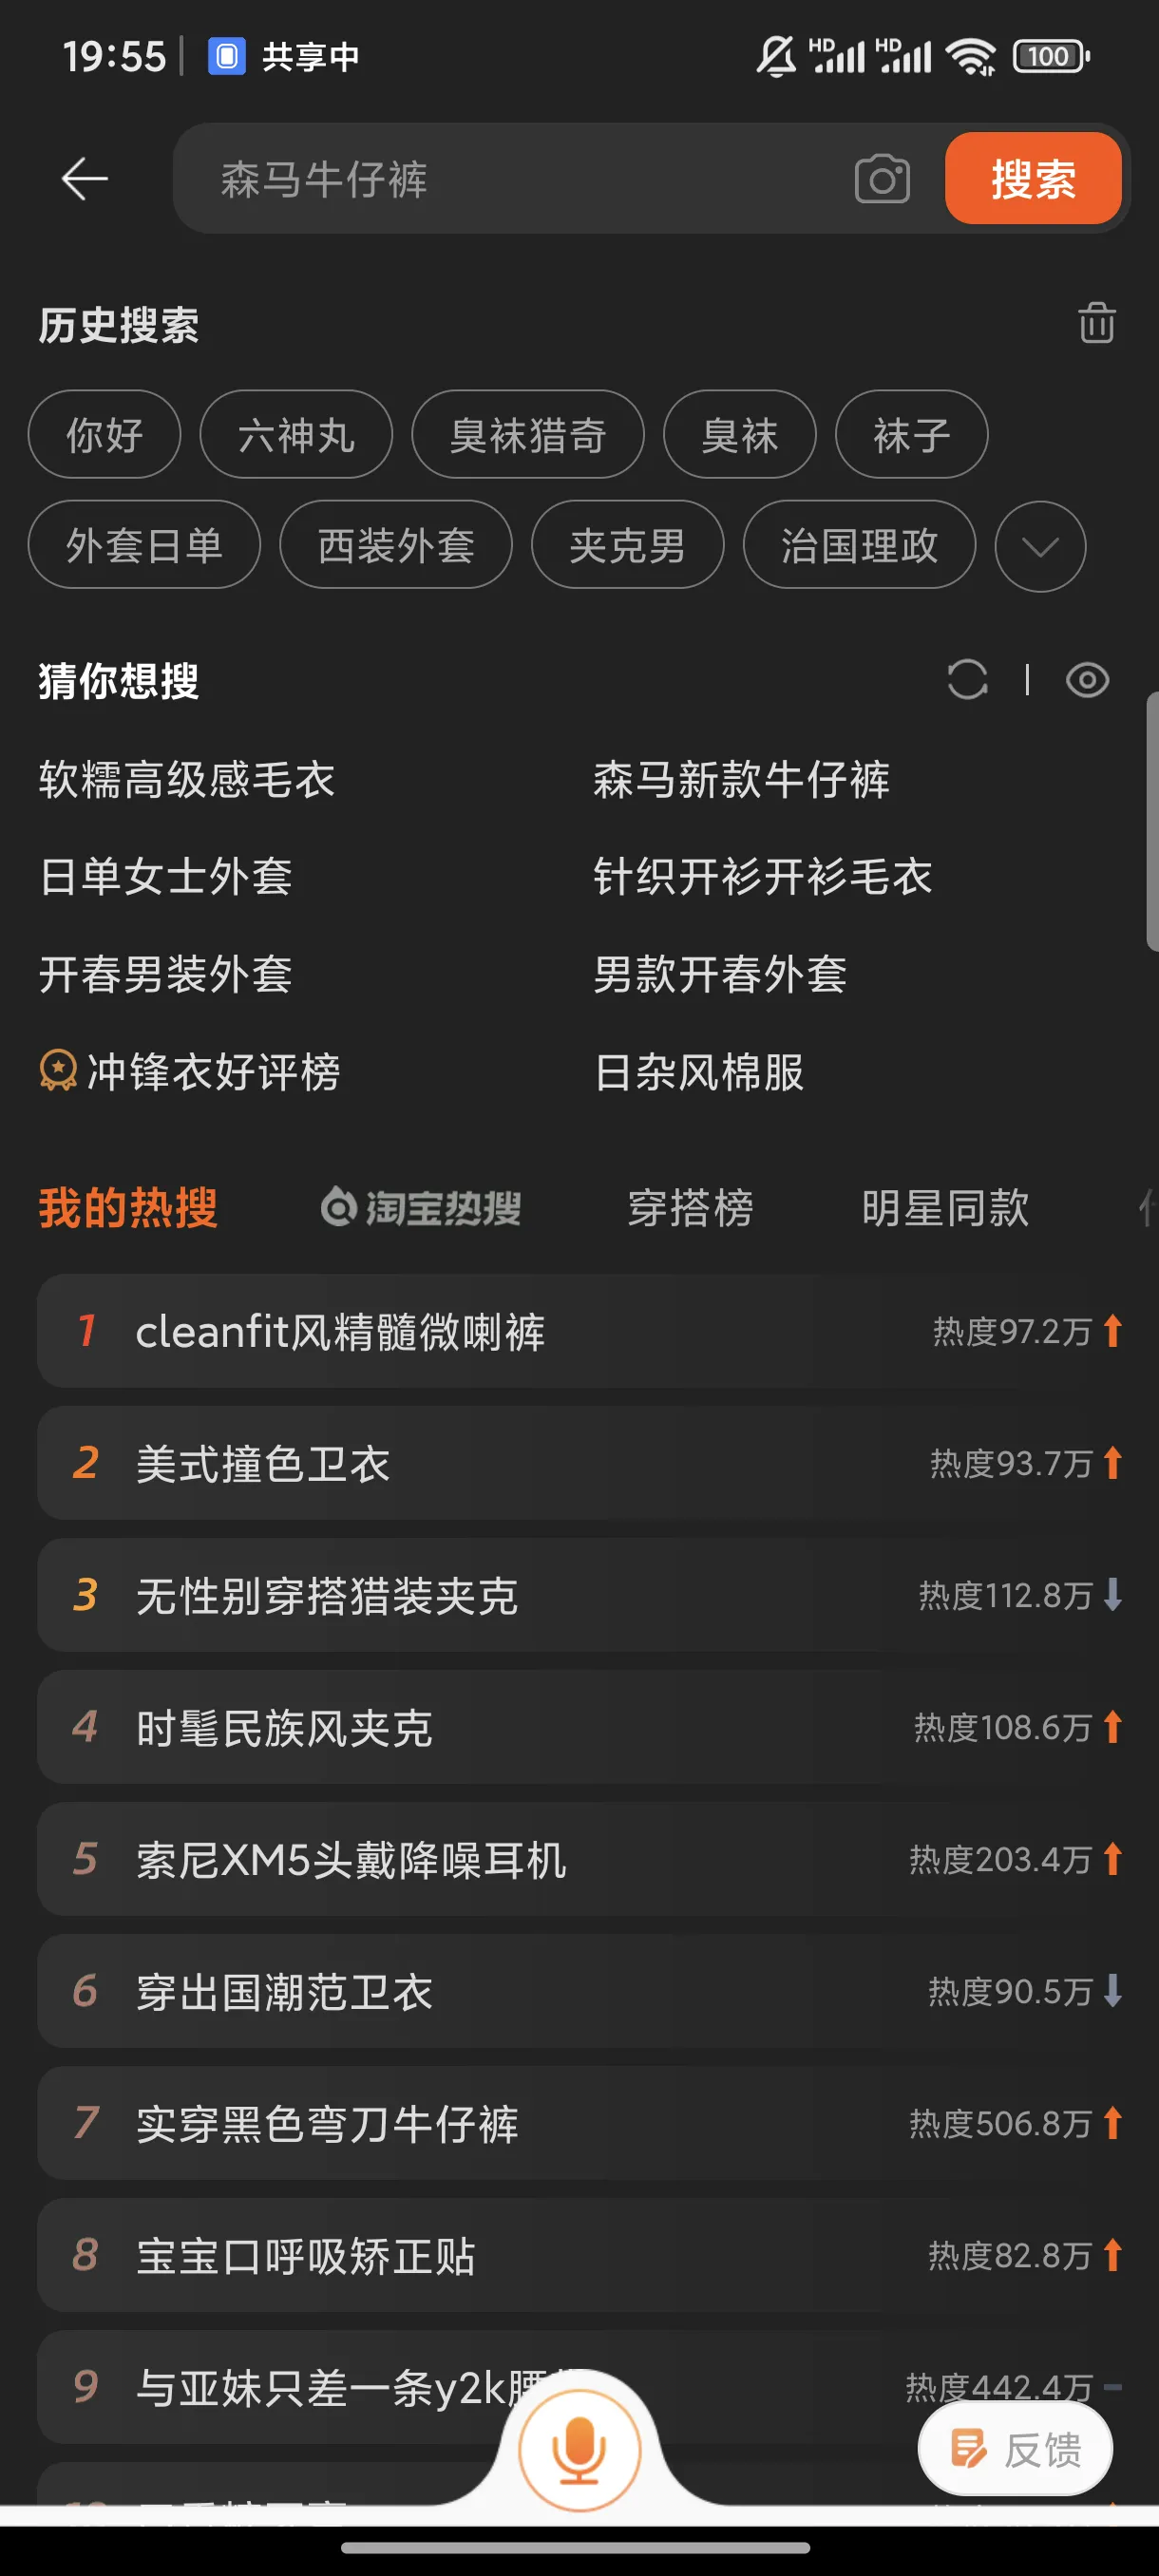 19:55 共享中 HD HD 100
森马牛仔裤 搜索
历史搜索
你好 六神丸 臭袜猎奇 臭袜 袜子
外套日单 西装外套 夹克男 治国理政
猜你想搜
软糯高级感毛衣 森马新款牛仔裤
日单女士外套 针织开衫开衫毛衣
开春男装外套 男款开春外套
冲锋衣好评榜 日杂风棉服
我的热搜 淘宝热搜 穿搭榜 明星同款
1 cleanfit风精髓微喇裤 热度97.2万
2 美式撞色卫衣 热度93.7万
3 无性别穿搭猎装夹克 热度112.8万
4 时髦民族风夹克 热度108.6万
5 索尼XM5头戴降噪耳机 热度203.4万
6 穿出国潮范卫衣 热度90.5万
7 实穿黑色弯刀牛仔裤 热度506.8万
8 宝宝口呼吸矫正贴 热度82.8万
9 与亚妹只差一条y2k腰 热度442.4万
反馈